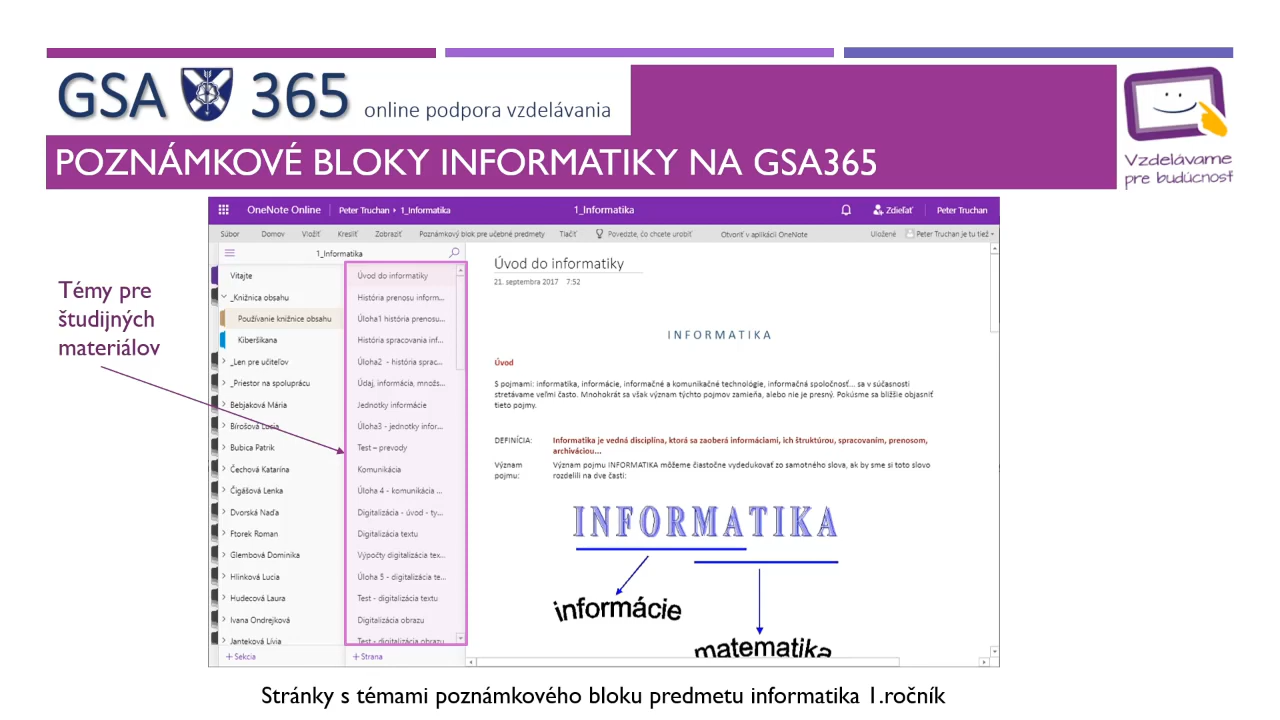 GSA 365 online podpora vzdelávania
Vzdelávame
pre budúcnosť
POZNÁMKOVÉ BLOKY INFORMATIKY NA GSA365
OneNote Online Peter Truchan 1_Informatika 1_Informatika Zdieľať Peter Truchan
Súbor Domov Vložiť Kresliť Zobraziť Poznámkový blok pre učebné predmety Tlačiť Povedzte, čo chcete urobiť Otvoriť v aplikácii OneNote Uložené Peter Truchan je tu tiež
1_Informatika
Témy pre
študijných
materiálov
Vitajte
_Knižnica obsahu
Používanie knižnice obsahu
Kiberšikana
_Len pre učiteľov
_Priestor na spoluprácu
Bebjaková Mária
Bírošová Lucia
Bubica Patrik
Čechová Katarína
Čigášová Lenka
Dvorská Naďa
Ftorek Roman
Glembová Dominika
Hlinková Lucia
Hudecová Laura
Ivana Ondrejková
Janteková Lívia
+ Sekcia
Úvod do informatiky
História prenosu inform...
Úloha1 história prenosu...
História spracovania inf...
Úloha2 - história sprac...
Údaj, informácia, množs...
Jednotky informácie
Úloha3 - jednotky infor...
Test – prevody
Komunikácia
Úloha 4 - komunikácia ...
Digitalizácia - úvod - ty...
Digitalizácia textu
Výpočty digitalizácia tex...
Úloha 5 - digitalizácia te...
Test - digitalizácia textu
Digitalizácia obrazu
Test - digitalizácia obrazu
+ Strana
Úvod do informatiky
21. septembra 2017 7:52
INFORMATIKA
Úvod
S pojmami: informatika, informácie, informačné a komunikačné technológie, informačná spoločnosť... sa v súčasnosti
stretávame veľmi často. Mnohokrát sa však význam týchto pojmov zamieňa, alebo nie je presný. Pokúsme sa bližšie objasniť
tieto pojmy.
DEFINÍCIA: Informatika je vedná disciplína, ktorá sa zaoberá informáciami, ich štruktúrou, spracovaním, prenosom,
archiváciou...
Význam pojmu: Význam pojmu INFORMATIKA môžeme čiastočne vydedukovať zo samotného slova, ak by sme si toto slovo
rozdelili na dve časti:
INFORMATIKA
informácie
matematika
Stránky s témami poznámkového bloku predmetu informatika 1.ročník